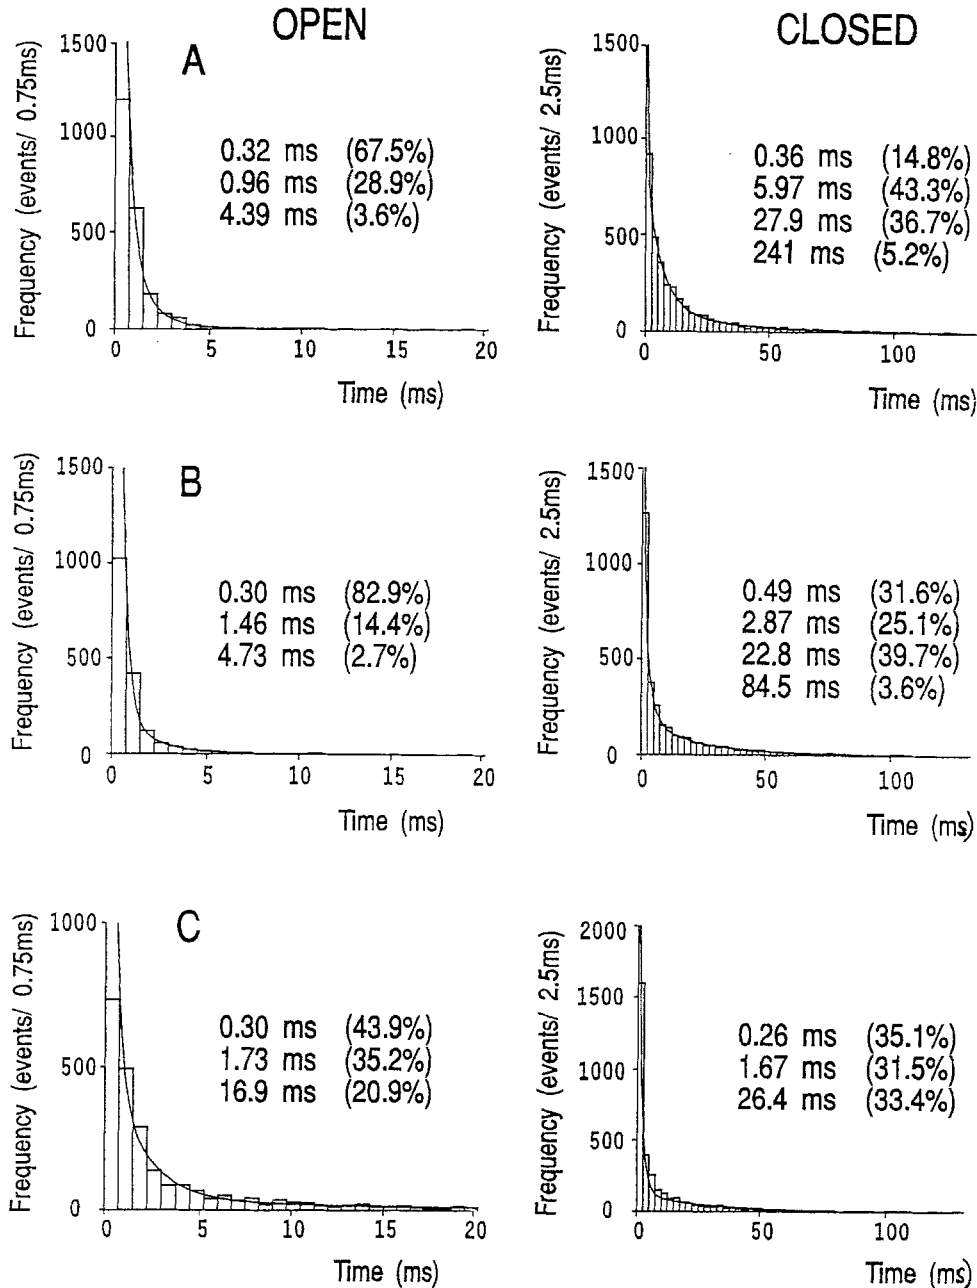 OPEN
CLOSED
A
Frequency (events/ 0.75ms)
1500
1000
500
0
0.32 ms (67.5%)
0.96 ms (28.9%)
4.39 ms (3.6%)
0 5 10 15 20
Time (ms)
Frequency (events/ 2.5ms)
1500
1000
500
0
0.36 ms (14.8%)
5.97 ms (43.3%)
27.9 ms (36.7%)
241 ms (5.2%)
0 50 100
Time (ms)
B
Frequency (events/ 0.75ms)
1500
1000
500
0
0.30 ms (82.9%)
1.46 ms (14.4%)
4.73 ms (2.7%)
0 5 10 15 20
Time (ms)
Frequency (events/ 2.5ms)
1500
1000
500
0
0.49 ms (31.6%)
2.87 ms (25.1%)
22.8 ms (39.7%)
84.5 ms (3.6%)
0 50 100
Time (ms)
C
Frequency (events/ 0.75ms)
1000
500
0
0.30 ms (43.9%)
1.73 ms (35.2%)
16.9 ms (20.9%)
0 5 10 15 20
Time (ms)
Frequency (events/ 2.5ms)
2000
1500
1000
500
0
0.26 ms (35.1%)
1.67 ms (31.5%)
26.4 ms (33.4%)
0 50 100
Time (ms)